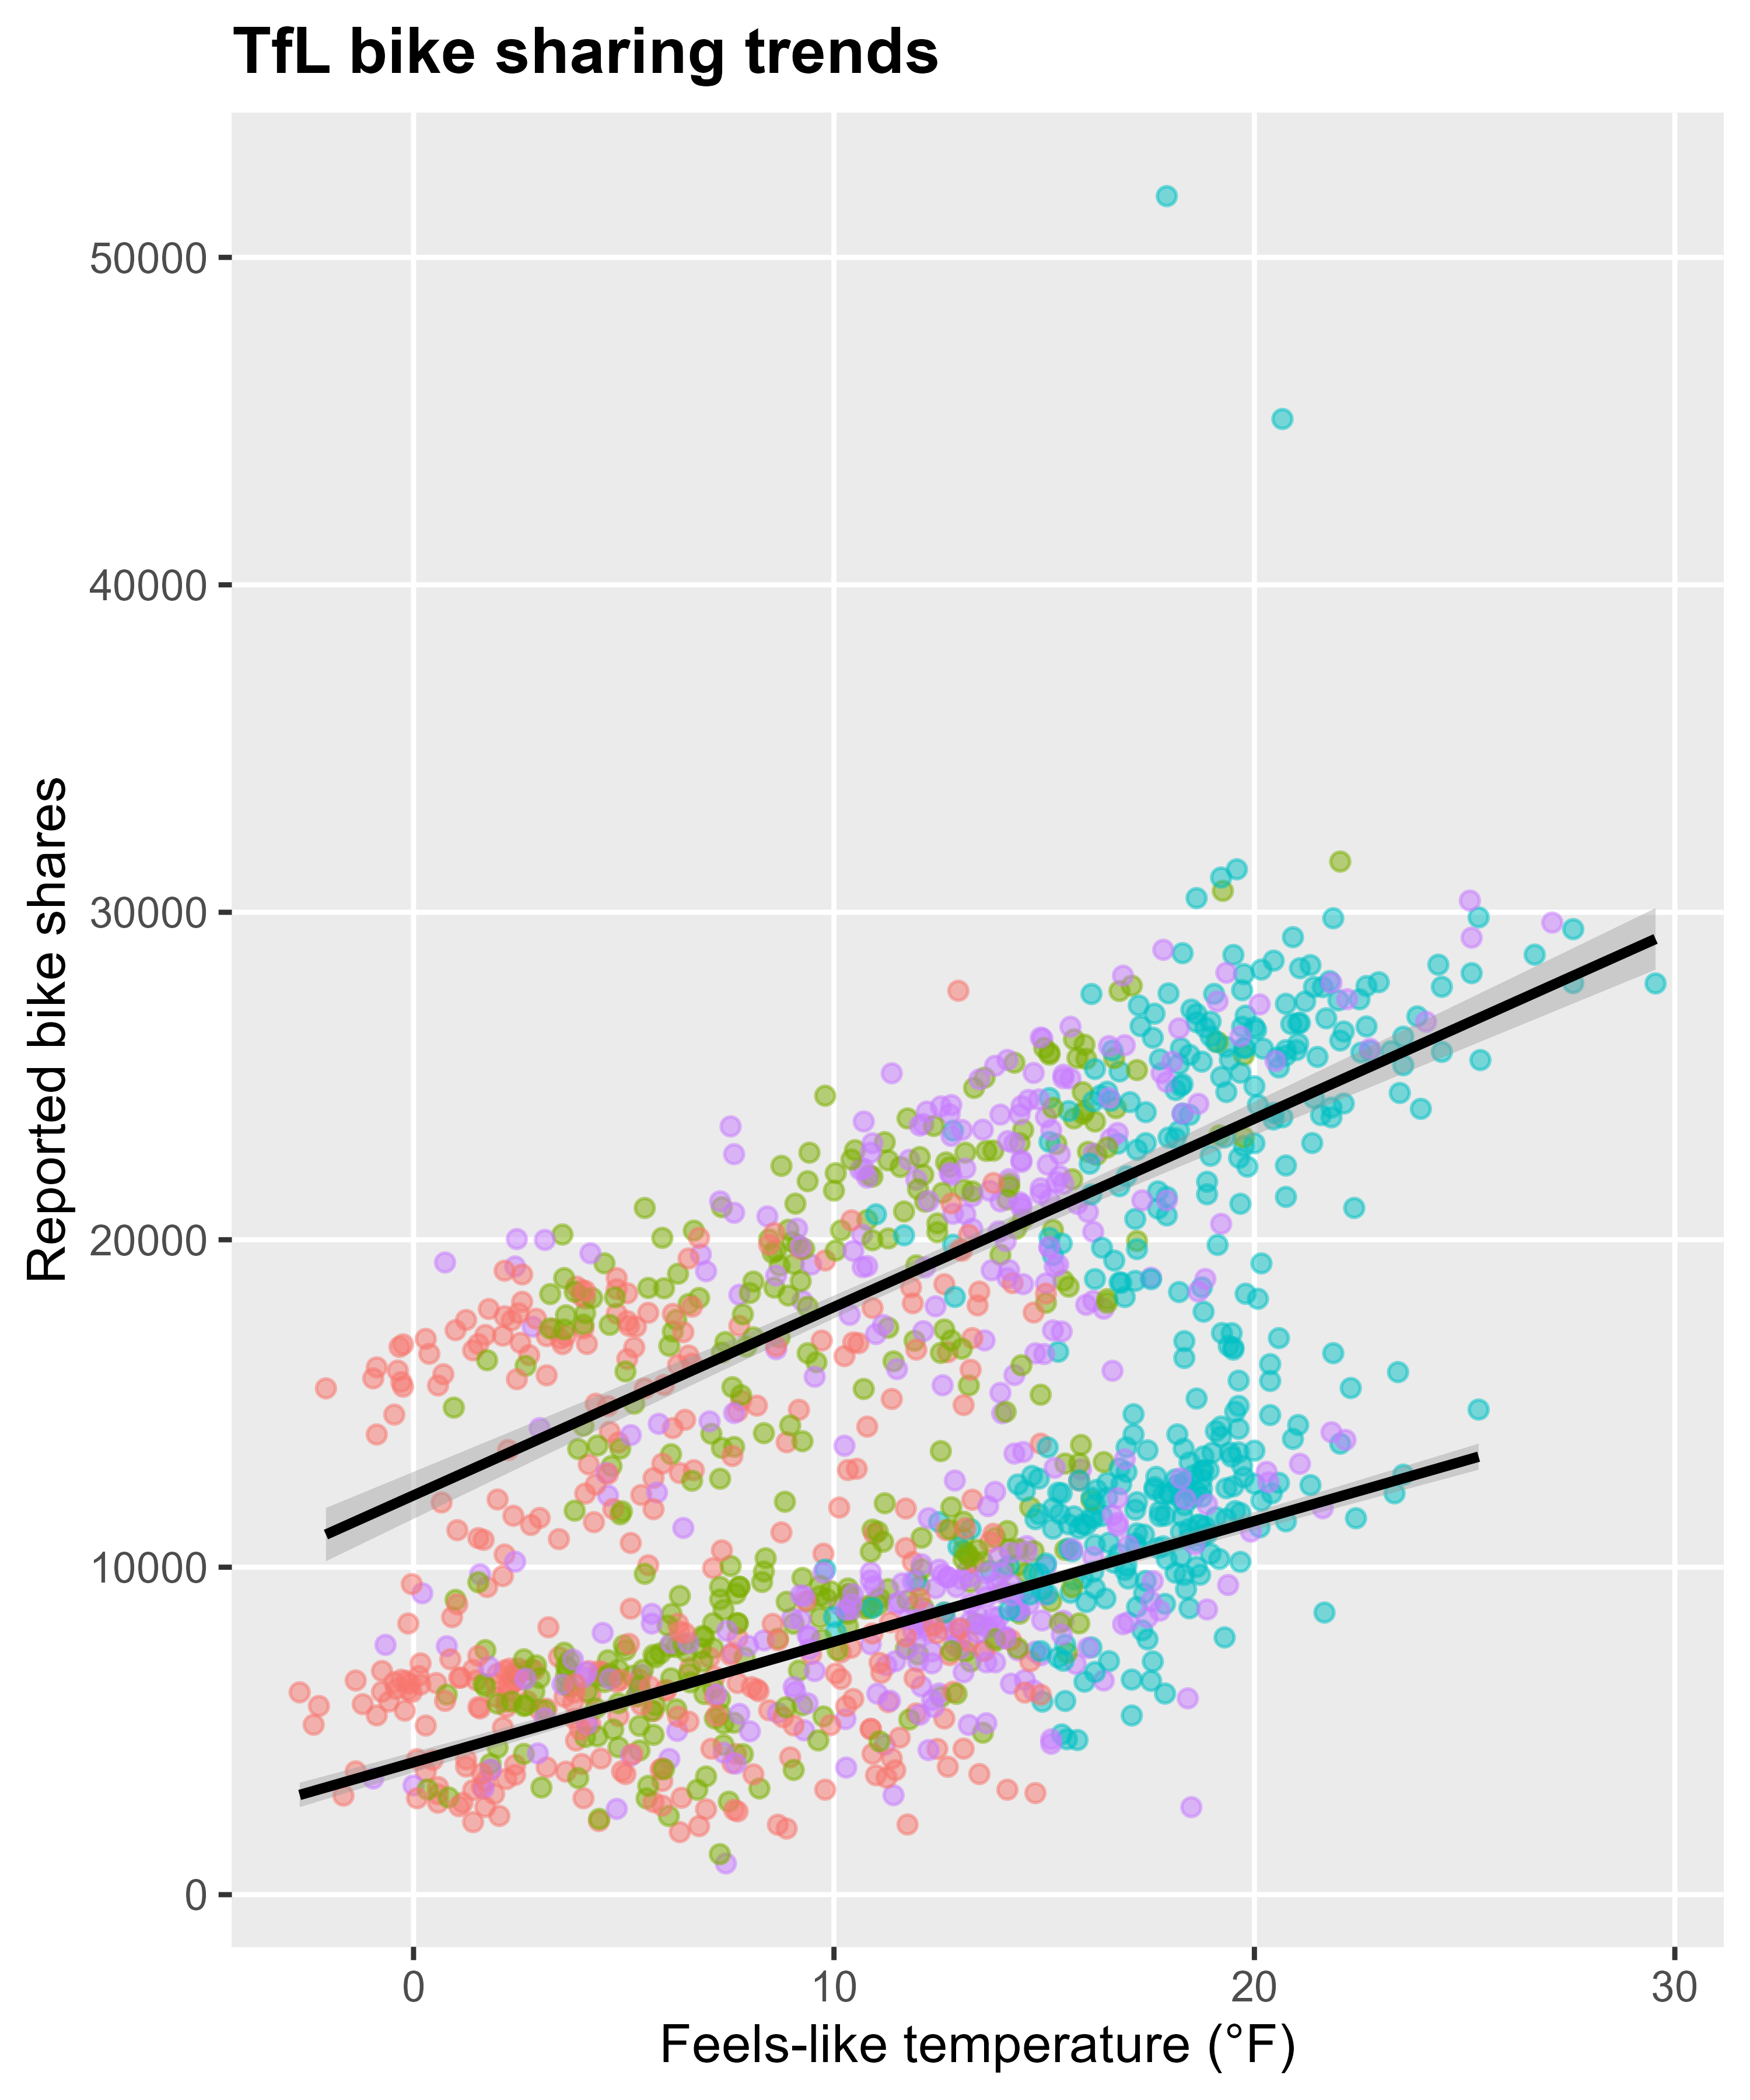 TfL bike sharing trends
Reported bike shares
50000
40000
30000
20000
10000
0
0 10 20 30
Feels-like temperature (°F)